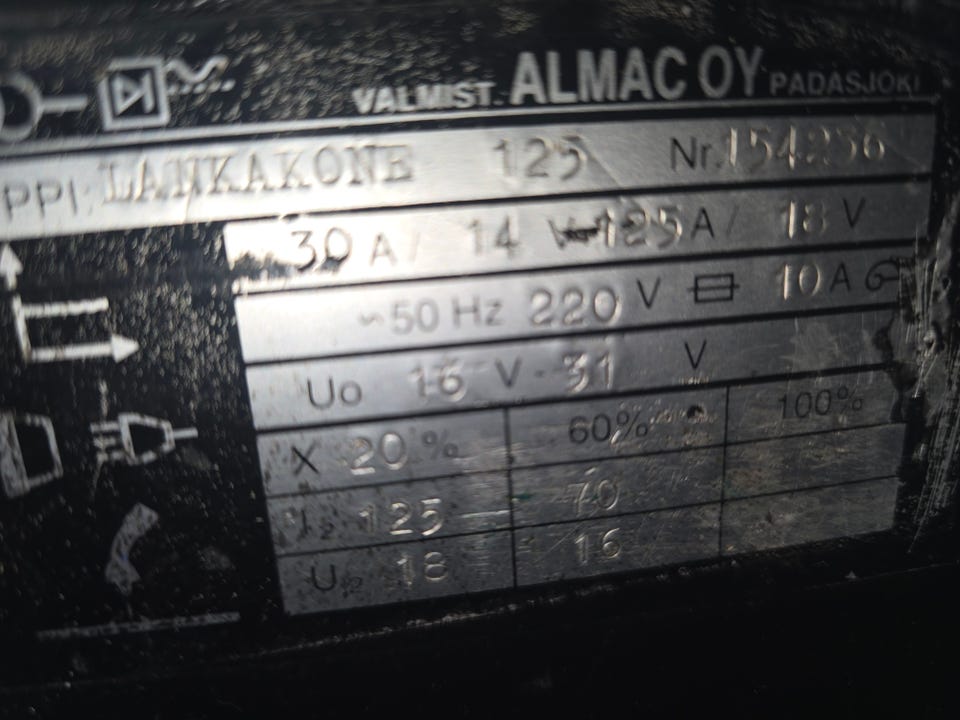 VALMIST. ALMAC OY PADASJOKI
PPI: LANKAKONE 125 Nr. 154256
30 A / 14 V - 125 A / 18 V
~50 Hz 220 V 10 A
Uo 16 V - 31 V
X 20 % 60% 100%
I₂ 125 70
U₂ 18 16